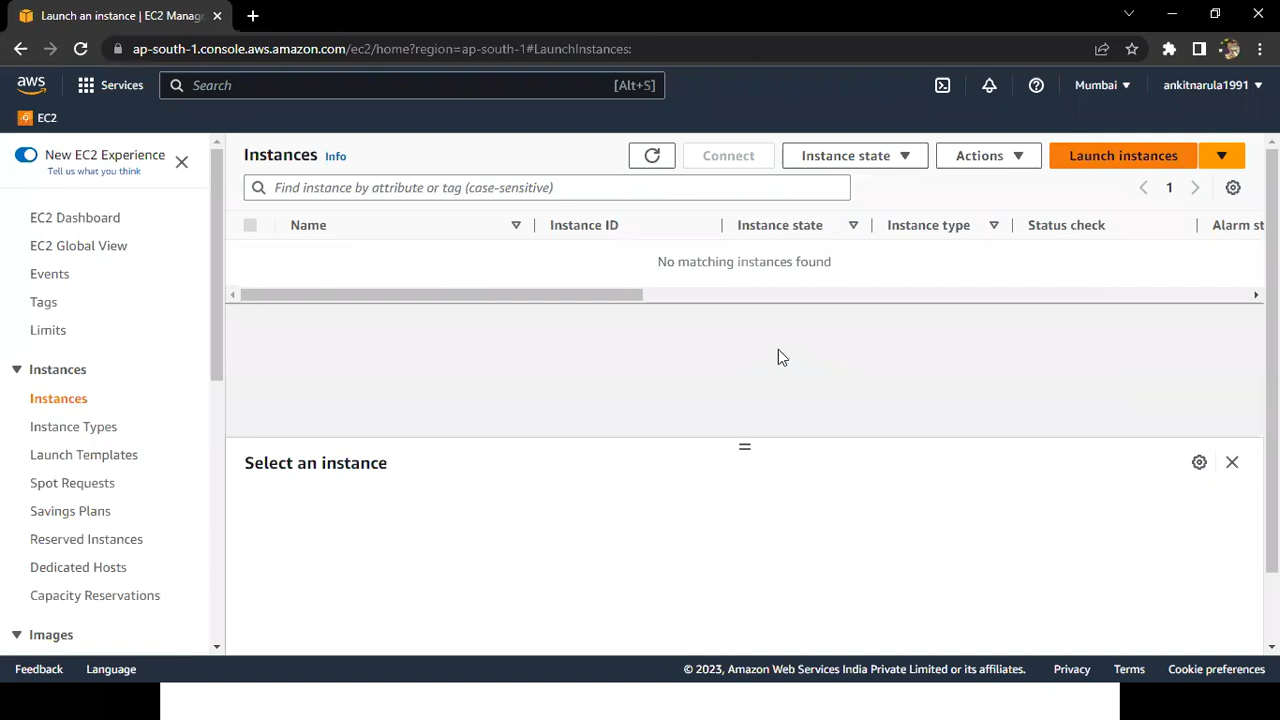 Launch an instance | EC2 Manag
ap-south-1.console.aws.amazon.com/ec2/home?region=ap-south-1#LaunchInstances:
aws Services Search [Alt+S] Mumbai ankitnarula1991
EC2
New EC2 Experience
Tell us what you think
EC2 Dashboard
EC2 Global View
Events
Tags
Limits
Instances
Instances
Instance Types
Launch Templates
Spot Requests
Savings Plans
Reserved Instances
Dedicated Hosts
Capacity Reservations
Images
Instances Info Connect Instance state Actions Launch instances
Find instance by attribute or tag (case-sensitive) 1
Name Instance ID Instance state Instance type Status check Alarm st
No matching instances found
Select an instance
Feedback Language © 2023, Amazon Web Services India Private Limited or its affiliates. Privacy Terms Cookie preferences